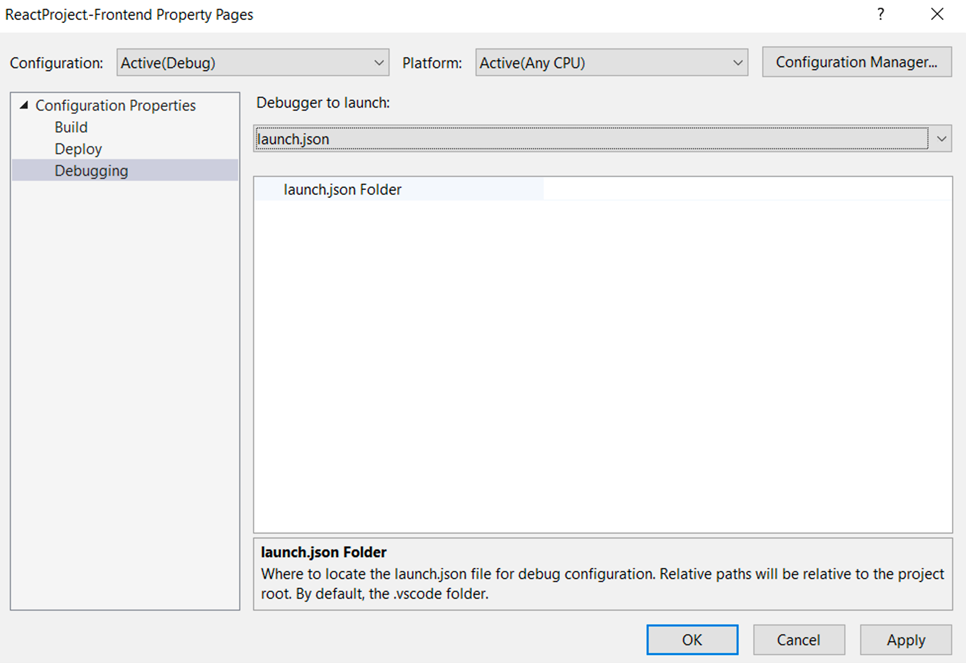 ReactProject-Frontend Property Pages
Configuration: Active(Debug) Platform: Active(Any CPU) Configuration Manager...
Configuration Properties
Build
Deploy
Debugging
Debugger to launch:
launch.json
launch.json Folder
launch.json Folder
Where to locate the launch.json file for debug configuration. Relative paths will be relative to the project
root. By default, the .vscode folder.
OK Cancel Apply